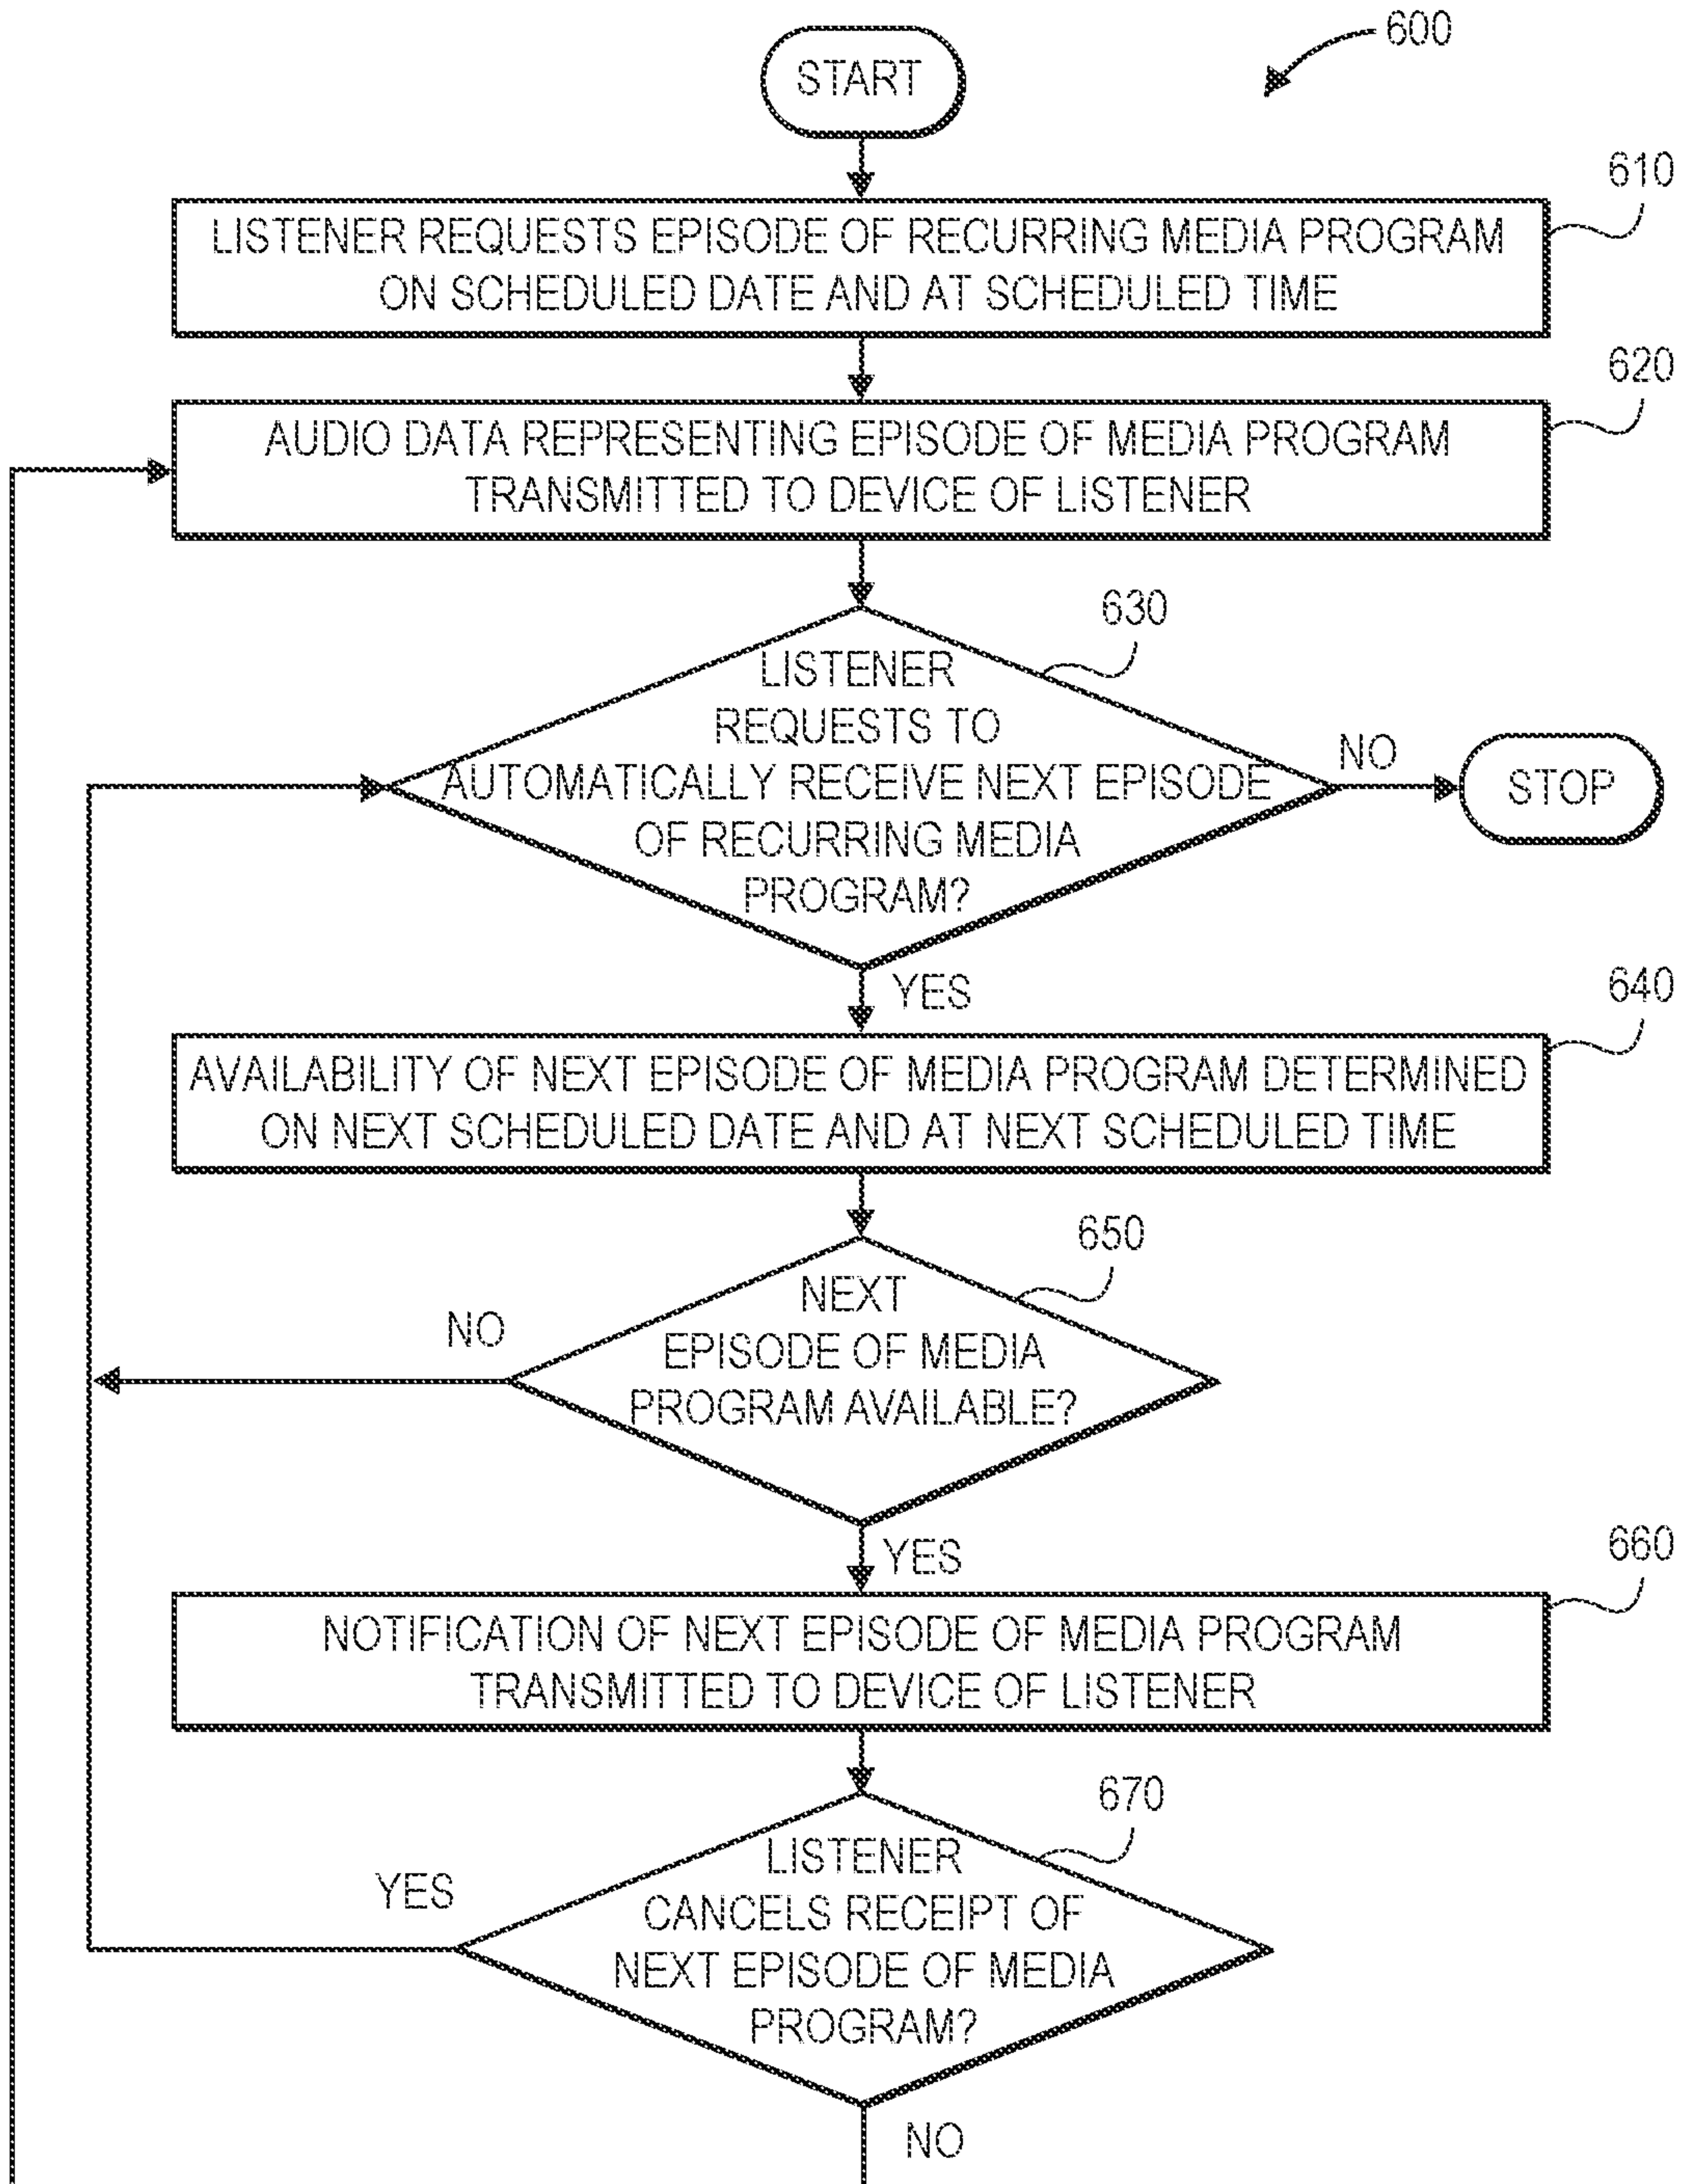 600
START
610
LISTENER REQUESTS EPISODE OF RECURRING MEDIA PROGRAM
ON SCHEDULED DATE AND AT SCHEDULED TIME
620
AUDIO DATA REPRESENTING EPISODE OF MEDIA PROGRAM
TRANSMITTED TO DEVICE OF LISTENER
630
LISTENER
REQUESTS TO
AUTOMATICALLY RECEIVE NEXT EPISODE
OF RECURRING MEDIA
PROGRAM?
NO
STOP
YES
640
AVAILABILITY OF NEXT EPISODE OF MEDIA PROGRAM DETERMINED
ON NEXT SCHEDULED DATE AND AT NEXT SCHEDULED TIME
650
NEXT
EPISODE OF MEDIA
PROGRAM AVAILABLE?
NO
YES
660
NOTIFICATION OF NEXT EPISODE OF MEDIA PROGRAM
TRANSMITTED TO DEVICE OF LISTENER
670
LISTENER
CANCELS RECEIPT OF
NEXT EPISODE OF MEDIA
PROGRAM?
YES
NO